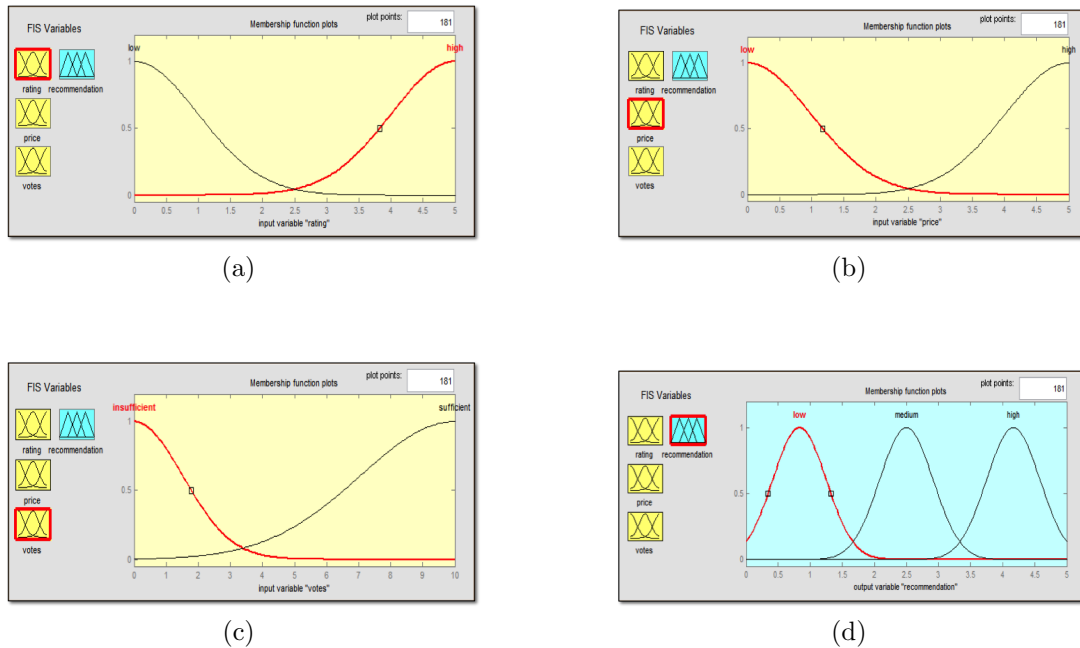 FIS Variables
rating
recommendation
price
votes
Membership function plots
plot points:
181
low
high
1
0.5
0
0 0.5 1 1.5 2 2.5 3 3.5 4 4.5 5
input variable "rating"
(a)
FIS Variables
rating
recommendation
price
votes
Membership function plots
plot points:
181
low
high
1
0.5
0
0 0.5 1 1.5 2 2.5 3 3.5 4 4.5 5
input variable "price"
(b)
FIS Variables
rating
recommendation
price
votes
Membership function plots
plot points:
181
insufficient
sufficient
1
0.5
0
0 1 2 3 4 5 6 7 8 9 10
input variable "votes"
(c)
FIS Variables
rating
recommendation
price
votes
Membership function plots
plot points:
181
low
medium
high
1
0.5
0
0 0.5 1 1.5 2 2.5 3 3.5 4 4.5 5
output variable "recommendation"
(d)